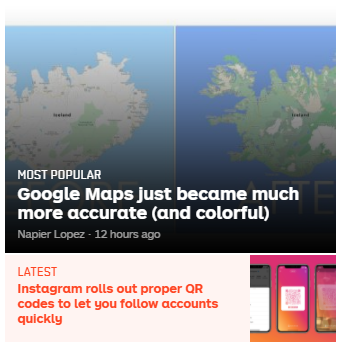 Iceland
Iceland
MOST POPULAR
Google Maps just became much
more accurate (and colorful)
Napier Lopez - 12 hours ago
LATEST
Instagram rolls out proper QR
codes to let you follow accounts
quickly